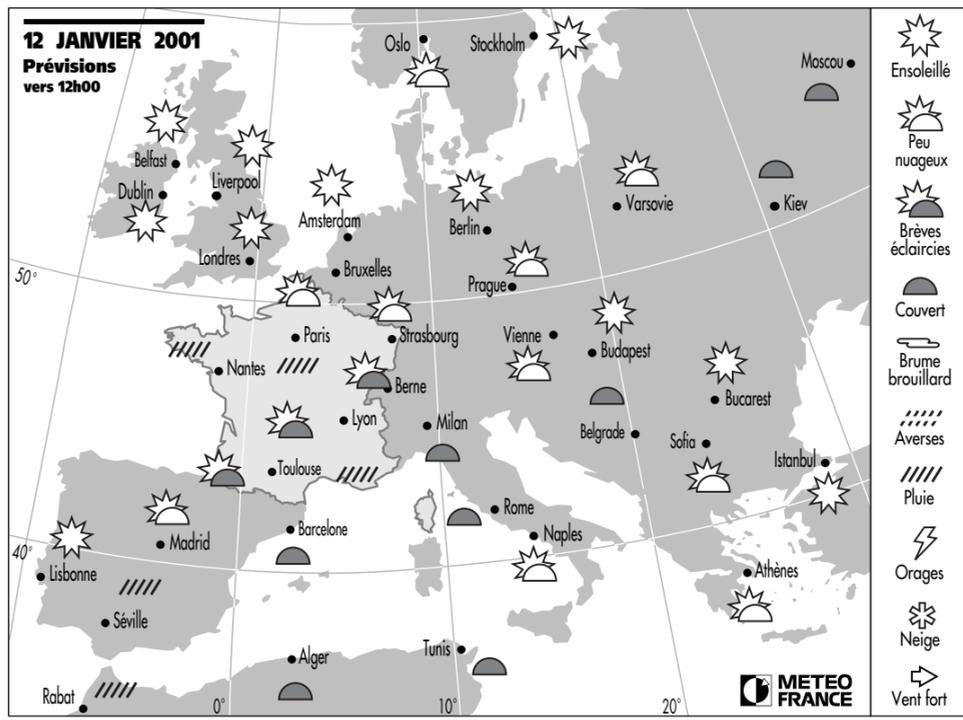 12 JANVIER 2001
Prévisions
vers 12h00
Oslo
Stockholm
Moscou
Belfast
Dublin
Liverpool
Amsterdam
Berlin
Varsovie
Kiev
Londres
Bruxelles
Prague
50°
Paris
Strasbourg
Vienne
Budapest
Nantes
Berne
Bucarest
Lyon
Milan
Belgrade
Sofia
Istanbul
Toulouse
Rome
Madrid
Barcelone
Naples
40°
Lisbonne
Athènes
Séville
Alger
Tunis
Rabat
0°
10°
20°
METEO
FRANCE
Ensoleillé
Peu
nuageux
Brèves
éclaircies
Couvert
Brume
brouillard
Averses
Pluie
Orages
Neige
Vent fort